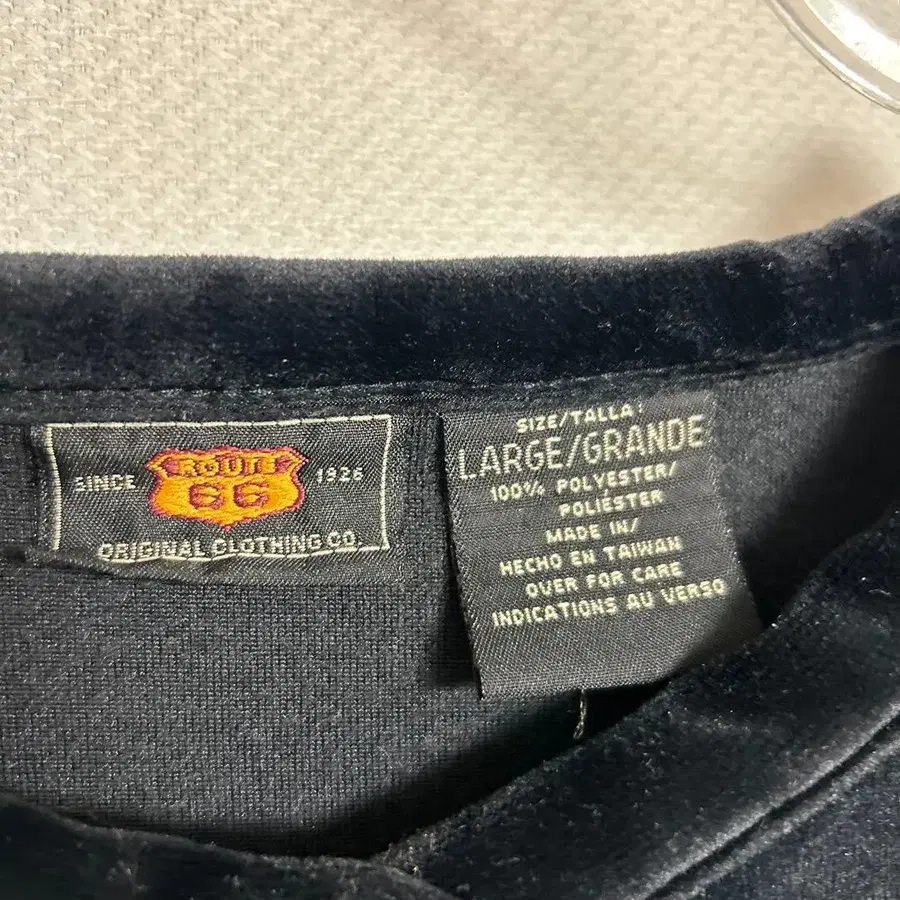 SINCE ROUTE 66 1926
ORIGINAL CLOTHING CO.
SIZE/TALLA:
LARGE/GRANDE
100% POLYESTER/
POLIÉSTER
MADE IN/
HECHO EN TAIWAN
OVER FOR CARE
INDICATIONS AU VERSO